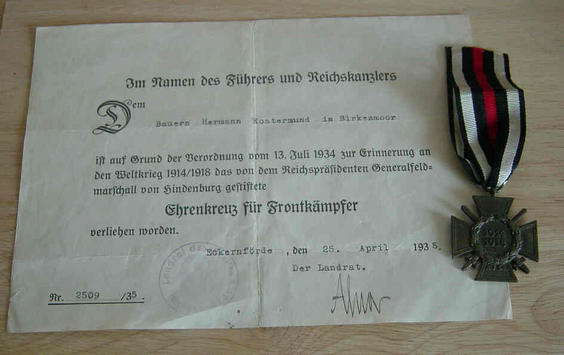 Im Namen des Führers und Reichskanzlers
Dem
Bauern Hermann Kostermund in Birkenmoor
ist auf Grund der Verordnung vom 13. Juli 1934 zur Erinnerung an
den Weltkrieg 1914/1918 das von dem Reichspräsidenten Generalfeld-
marschall von Hindenburg gestiftete
Ehrenkreuz für Frontkämpfer
verliehen worden.
Eckernförde, den 25. April 1935.
Der Landrat.
Nr. 2509 /35.
1914
1918